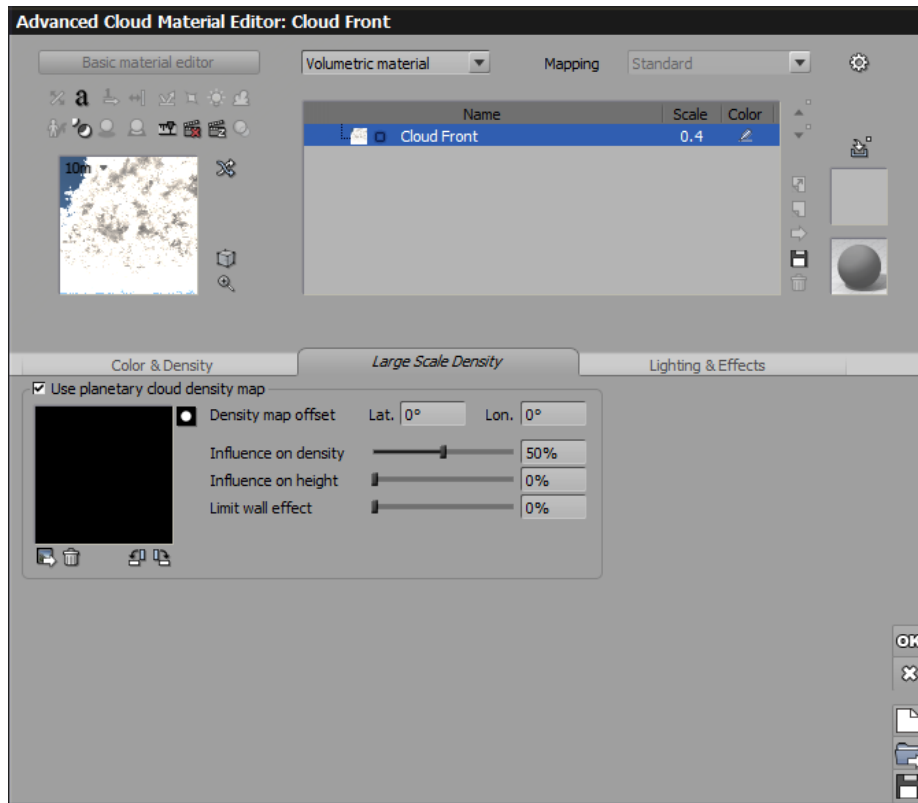 Advanced Cloud Material Editor: Cloud Front
Basic material editor
Volumetric material
Mapping
Standard
Name
Scale
Color
Cloud Front
0.4
10m
Color & Density
Large Scale Density
Lighting & Effects
Use planetary cloud density map
Density map offset
Lat. 0°
Lon. 0°
Influence on density
50%
Influence on height
0%
Limit wall effect
0%
OK